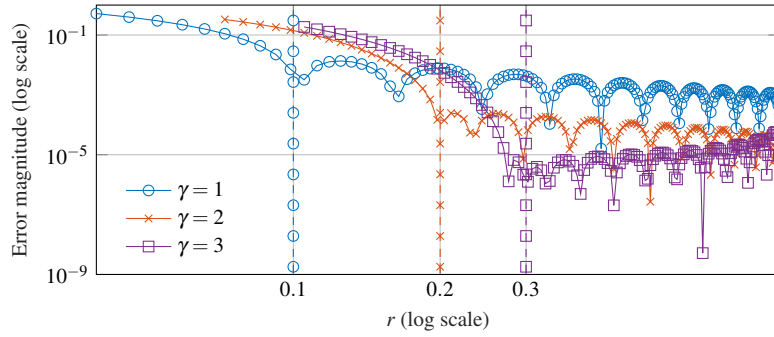 10⁻¹
10⁻⁵
10⁻⁹
Error magnitude (log scale)
γ = 1
γ = 2
γ = 3
0.1
0.2
0.3
r (log scale)